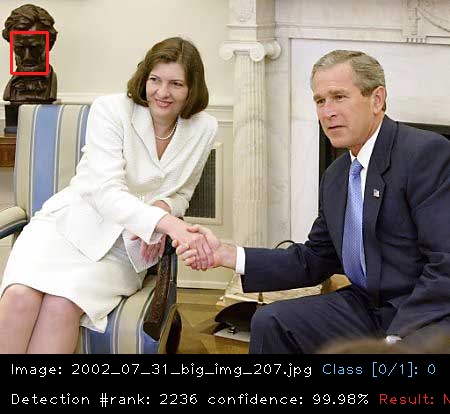 Image: 2002_07_31_big_img_207.jpg Class [0/1]: 0
Detection #rank: 2236 confidence: 99.98% Result: N